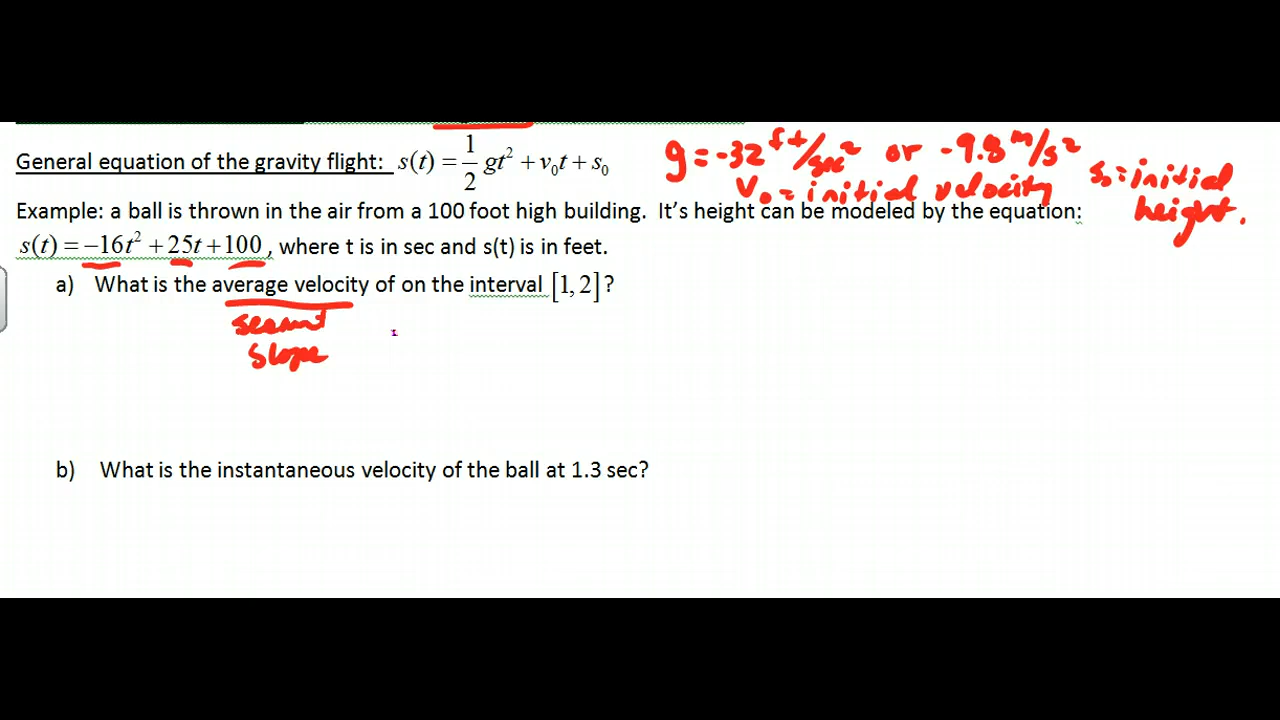 General equation of the gravity flight: s(t) = 1/2 gt² + v₀t + s₀
g = -32 ft/sec² or -9.8 m/s²
v₀ = initial velocity
s₀ = initial height.
Example: a ball is thrown in the air from a 100 foot high building. It's height can be modeled by the equation:
s(t) = −16t² + 25t + 100, where t is in sec and s(t) is in feet.
a) What is the average velocity of on the interval [1, 2]?
secant
slope
b) What is the instantaneous velocity of the ball at 1.3 sec?